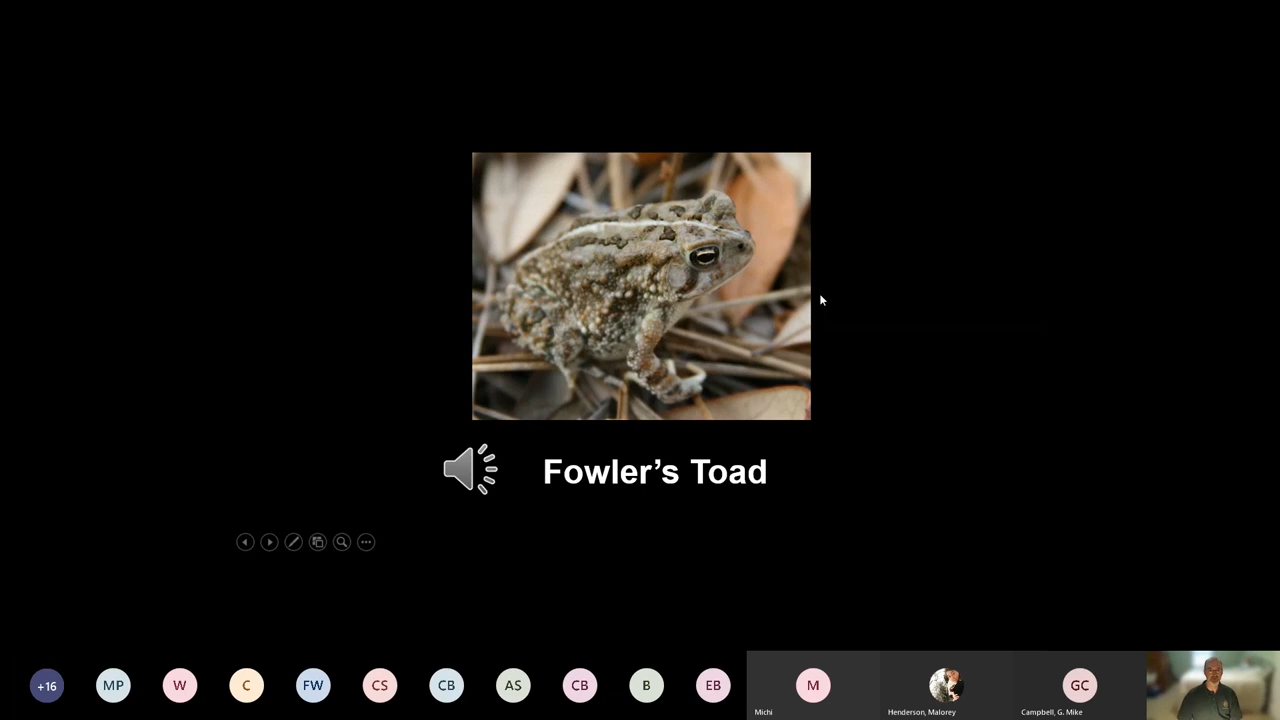 Fowler’s Toad
+16
MP
W
C
FW
CS
CB
AS
CB
B
EB
M
GC
Michi
Henderson, Malorey
Campbell, G. Mike